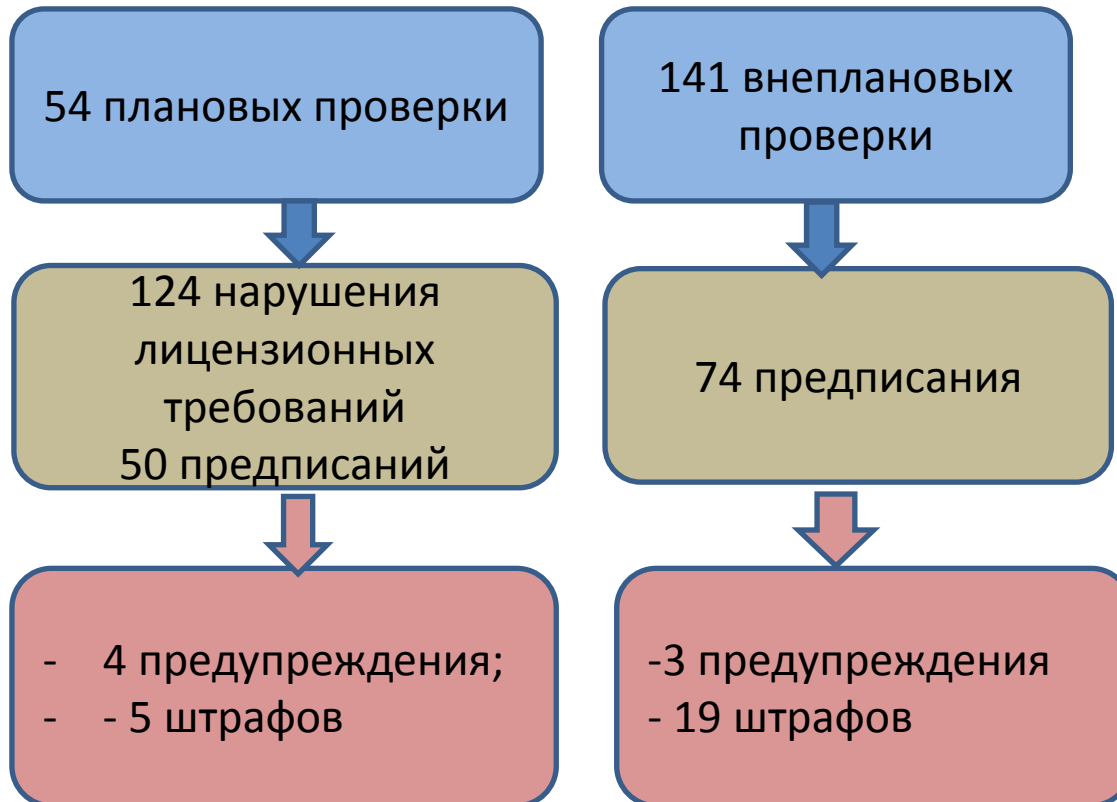 54 плановых проверки
124 нарушения
лицензионных
требований
50 предписаний
-    4 предупреждения;
-    - 5 штрафов
141 внеплановых
проверки
74 предписания
-3 предупреждения
- 19 штрафов